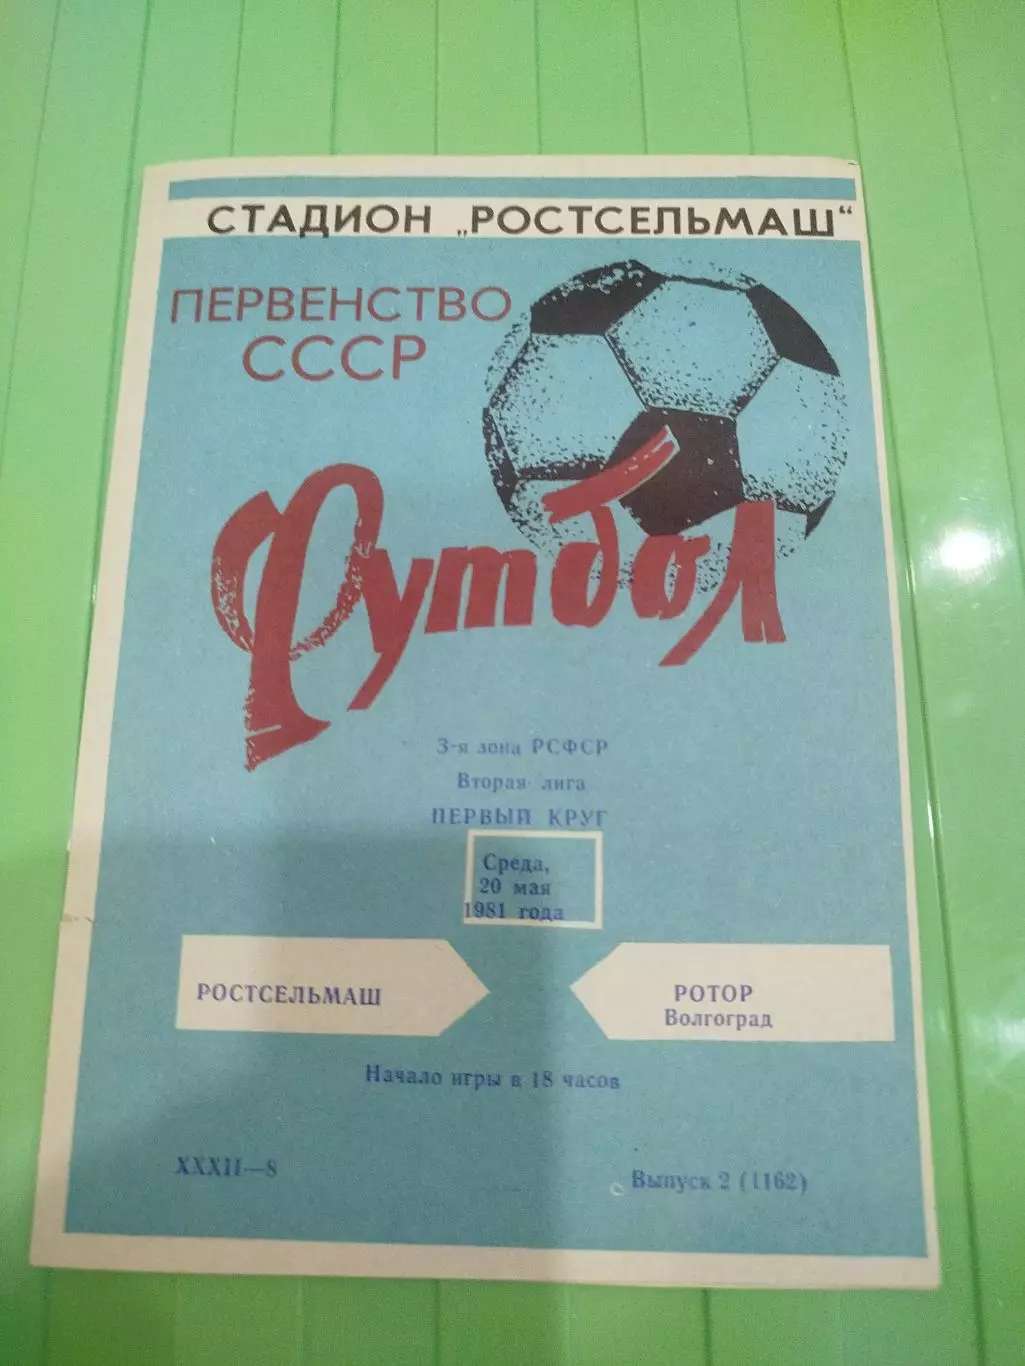 СТАДИОН „РОСТСЕЛЬМАШ“
ПЕРВЕНСТВО
СССР
Футбол
3-я зона РСФСР
Вторая лига
ПЕРВЫЙ КРУГ
Среда,
20 мая
1981 года
РОСТСЕЛЬМАШ
РОТОР
Волгоград
Начало игры в 18 часов
XXXII—8
Выпуск 2 (1162)